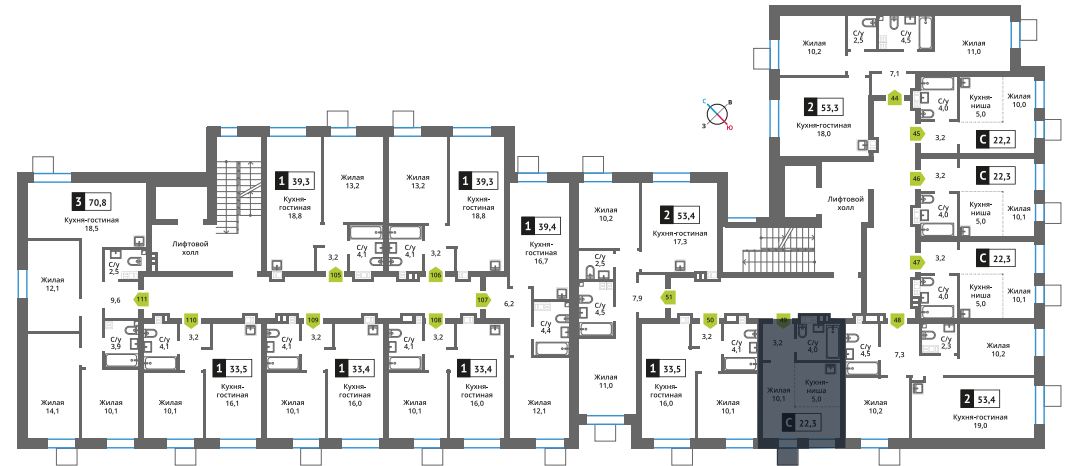 Жилая
10,2
С/у
2,5
С/у
4,5
Жилая
11,0
7,1
44
2 53,3
Кухня-гостиная
18,0
С/у
4,0
Кухня-
ниша
5,0
Жилая
10,0
45
3,2
С 22,2
46
3,2
С 22,3
С/у
4,0
Кухня-
ниша
5,0
Жилая
10,1
47
3,2
С 22,3
С/у
4,0
Кухня-
ниша
5,0
Жилая
10,1
Лифтовой
холл
С
В
З
Ю
3 70,8
Кухня-гостиная
18,5
Лифтовой
холл
1 39,3
Кухня-
гостиная
18,8
Жилая
13,2
Жилая
13,2
1 39,3
Кухня-
гостиная
18,8
3,2
С/у
4,1
С/у
4,1
3,2
105
106
1 39,4
Кухня-
гостиная
16,7
Жилая
10,2
2 53,4
Кухня-гостиная
17,3
Жилая
12,1
С/у
2,5
9,6
111
107
6,2
С/у
2,5
С/у
4,5
7,9
51
110
109
108
50
48
С/у
3,9
С/у
4,1
3,2
С/у
4,1
3,2
С/у
4,1
3,2
С/у
4,4
3,2
С/у
4,1
3,2
С/у
4,0
С/у
4,5
7,3
С/у
2,3
Жилая
10,2
Жилая
14,1
Жилая
10,1
Жилая
10,1
1 33,5
Кухня-
гостиная
16,1
Жилая
10,1
1 33,4
Кухня-
гостиная
16,0
Жилая
10,1
1 33,4
Кухня-
гостиная
16,0
Жилая
12,1
Жилая
11,0
1 33,5
Кухня-
гостиная
16,0
Жилая
10,1
Жилая
10,1
Кухня-
ниша
5,0
С 22,3
Жилая
10,2
2 53,4
Кухня-гостиная
19,0